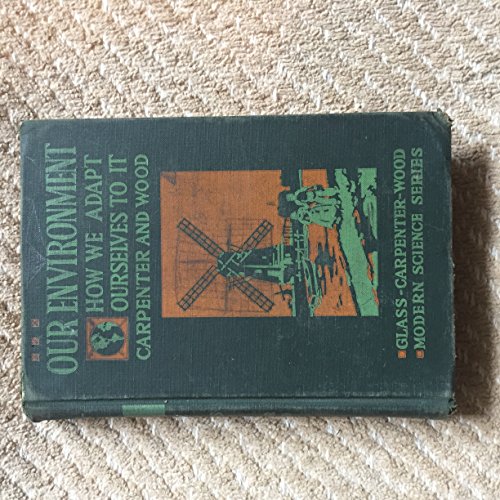 OUR ENVIRONMENT
HOW WE ADAPT
OURSELVES TO IT
CARPENTER AND WOOD
GLASS-CARPENTER-WOOD
MODERN SCIENCE SERIES